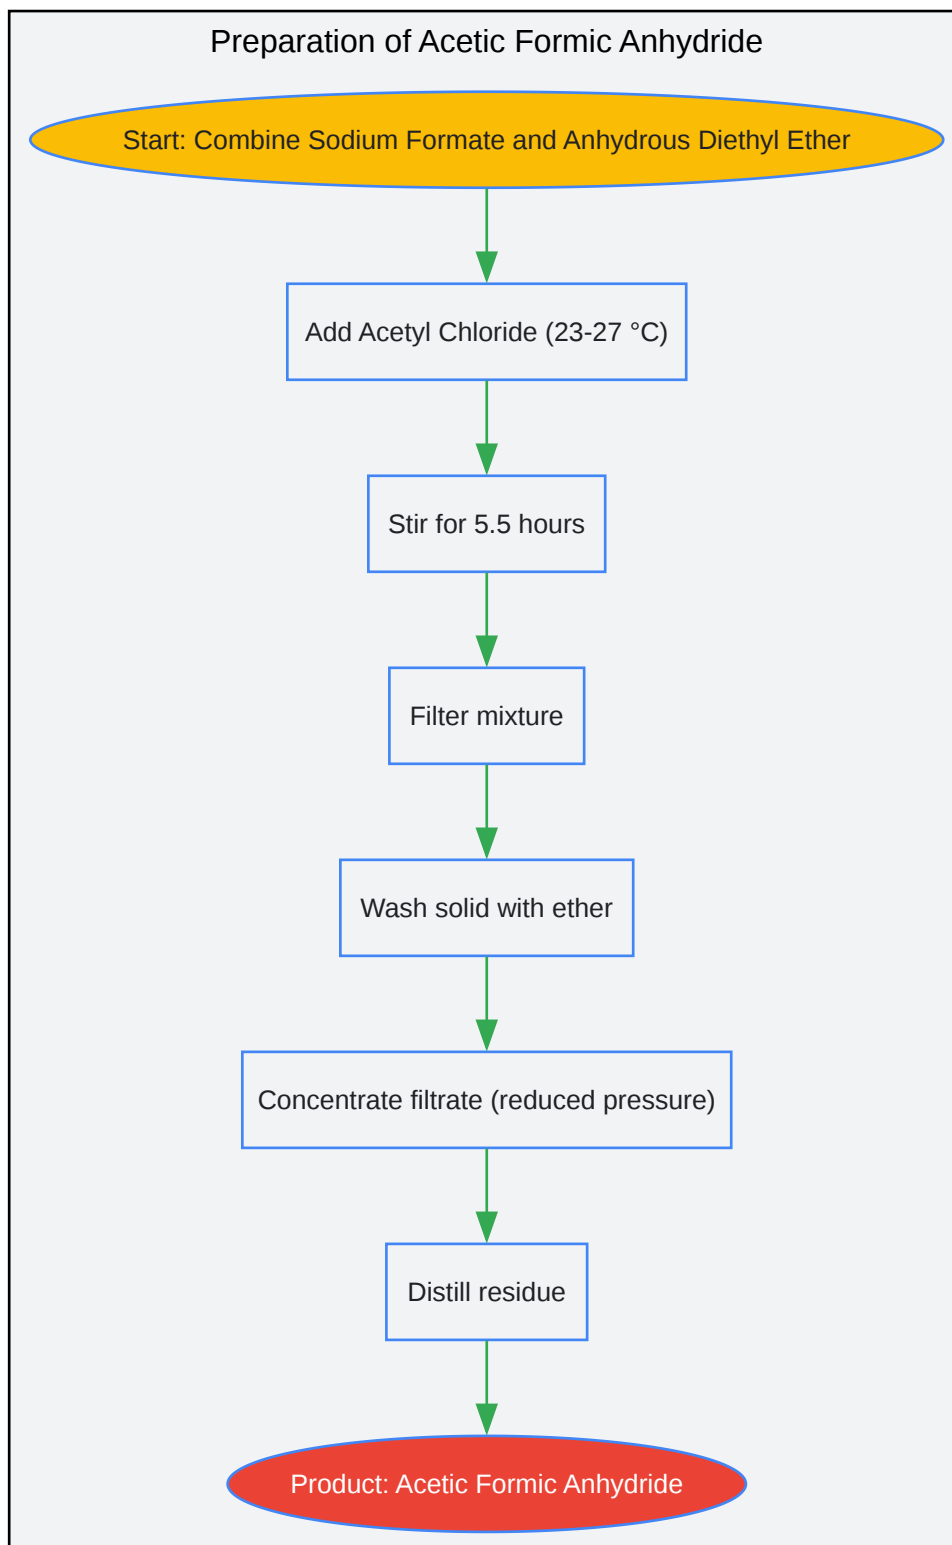 Preparation of Acetic Formic Anhydride
Start: Combine Sodium Formate and Anhydrous Diethyl Ether
Add Acetyl Chloride (23-27 °C)
Stir for 5.5 hours
Filter mixture
Wash solid with ether
Concentrate filtrate (reduced pressure)
Distill residue
Product: Acetic Formic Anhydride